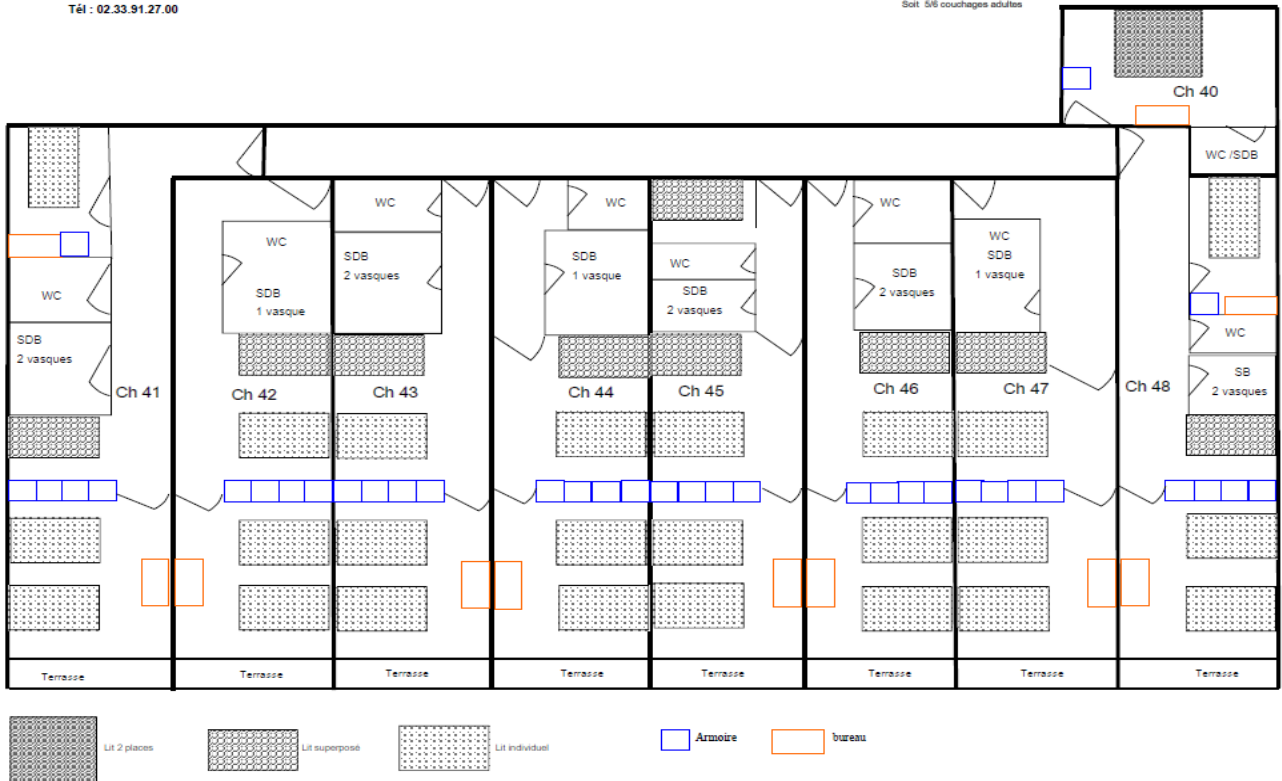 Tél : 02.33.91.27.00
Soit 5/6 couchages adultes
Ch 40
WC /SDB
WC
SDB
2 vasques
Ch 41
WC
SDB
1 vasque
Ch 42
WC
SDB
2 vasques
Ch 43
WC
SDB
1 vasque
Ch 44
WC
SDB
2 vasques
Ch 45
WC
SDB
2 vasques
Ch 46
WC
SDB
1 vasque
Ch 47
WC
SB
2 vasques
Ch 48
Terrasse
Terrasse
Terrasse
Terrasse
Terrasse
Terrasse
Terrasse
Terrasse
Lit 2 places
Lit superposé
Lit individuel
Armoire
bureau